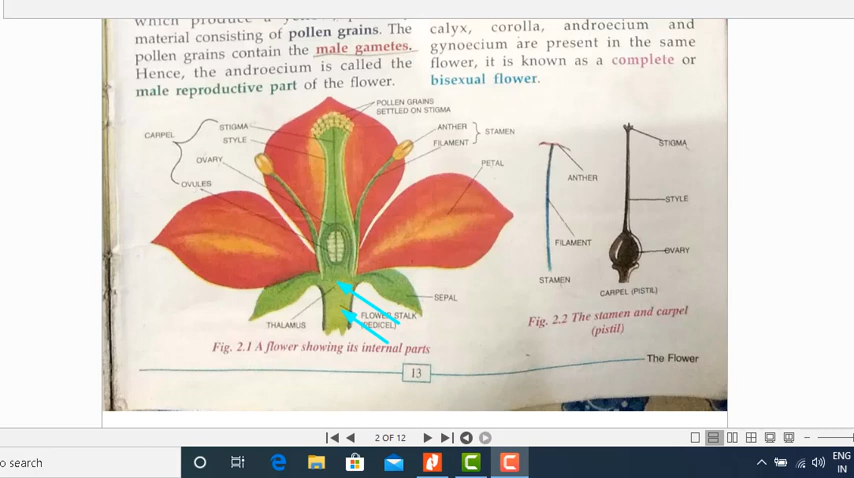 material consisting of pollen grains. The
pollen grains contain the male gametes.
Hence, the androecium is called the
male reproductive part of the flower.
calyx, corolla, androecium and
gynoecium are present in the same
flower, it is known as a complete or
bisexual flower.
POLLEN GRAINS
SETTLED ON STIGMA
CARPEL
STIGMA
STYLE
OVARY
OVULES
ANTHER
FILAMENT
STAMEN
PETAL
SEPAL
THALAMUS
FLOWER STALK
(PEDICEL)
Fig. 2.1 A flower showing its internal parts
ANTHER
FILAMENT
STAMEN
STIGMA
STYLE
OVARY
CARPEL (PISTIL)
Fig. 2.2 The stamen and carpel
(pistil)
The Flower
13
2 OF 12
o search
ENG
IN